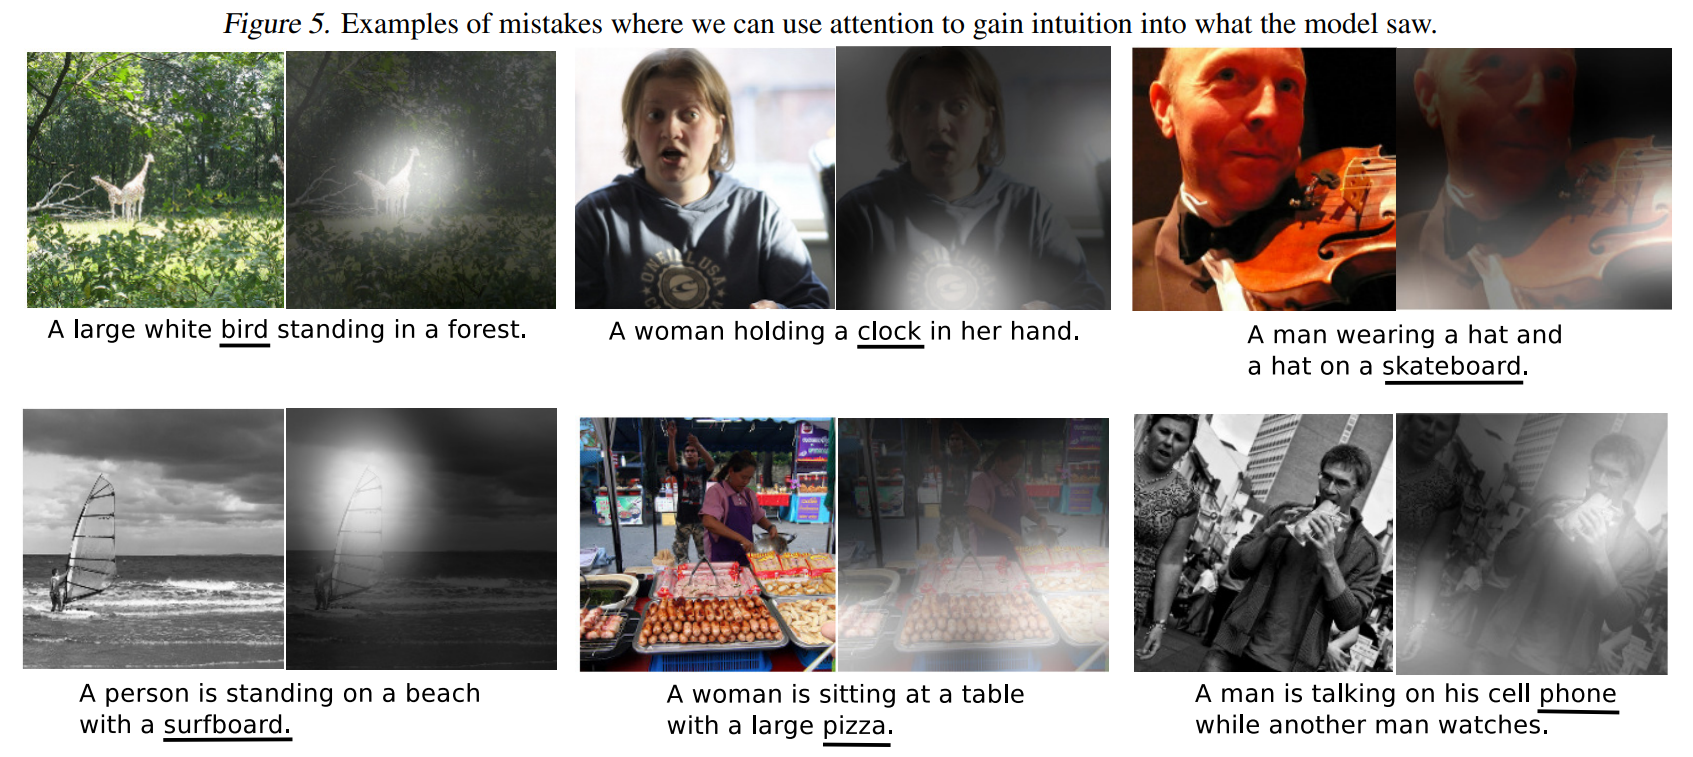 Figure 5. Examples of mistakes where we can use attention to gain intuition into what the model saw.
O'NEILL USA
A large white bird standing in a forest.
A woman holding a clock in her hand.
A man wearing a hat and
a hat on a skateboard.
A person is standing on a beach
with a surfboard.
A woman is sitting at a table
with a large pizza.
A man is talking on his cell phone
while another man watches.